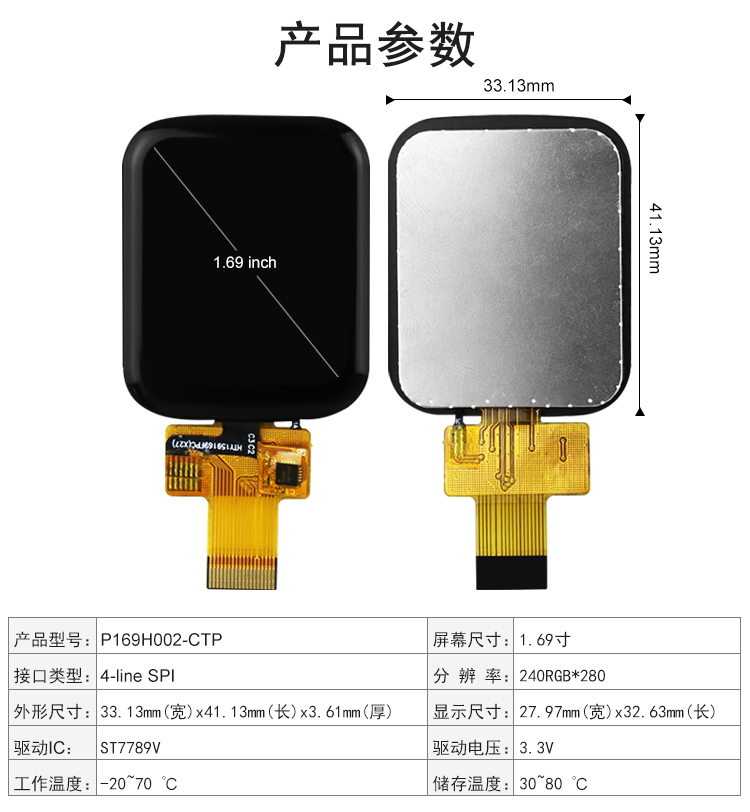 产品参数
33.13mm
41.13mm
1.69 inch
C3 C2
HTY159169FPC(X27)
产品型号: P169H002-CTP 屏幕尺寸: 1.69寸
接口类型: 4-line SPI 分 辨 率: 240RGB*280
外形尺寸: 33.13mm(宽)x41.13mm(长)x3.61mm(厚) 显示尺寸: 27.97mm(宽)x32.63mm(长)
驱动IC: ST7789V 驱动电压: 3.3V
工作温度: -20~70 ℃ 储存温度: 30~80 ℃